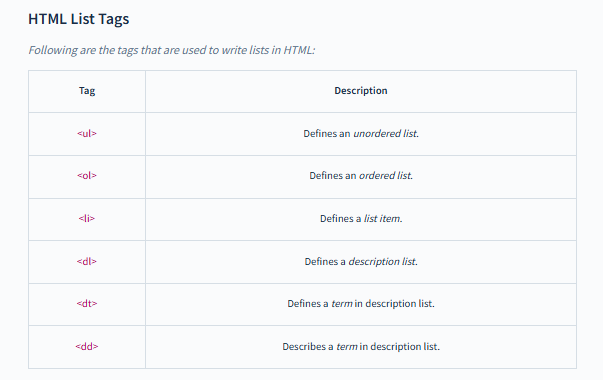 HTML List Tags
Following are the tags that are used to write lists in HTML:
Tag Description
<ul> Defines an unordered list.
<ol> Defines an ordered list.
<li> Defines a list item.
<dl> Defines a description list.
<dt> Defines a term in description list.
<dd> Describes a term in description list.